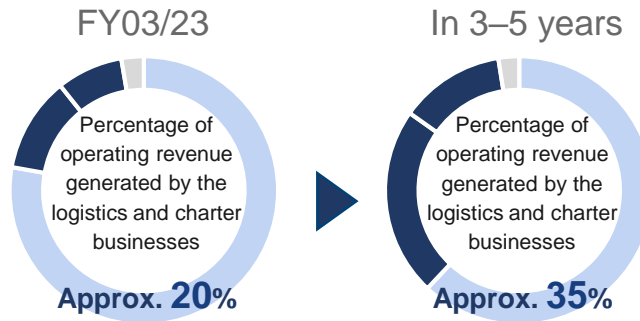 FY03/23
Percentage of
operating revenue
generated by the
logistics and charter
businesses
Approx. 20%
In 3–5 years
Percentage of
operating revenue
generated by the
logistics and charter
businesses
Approx. 35%